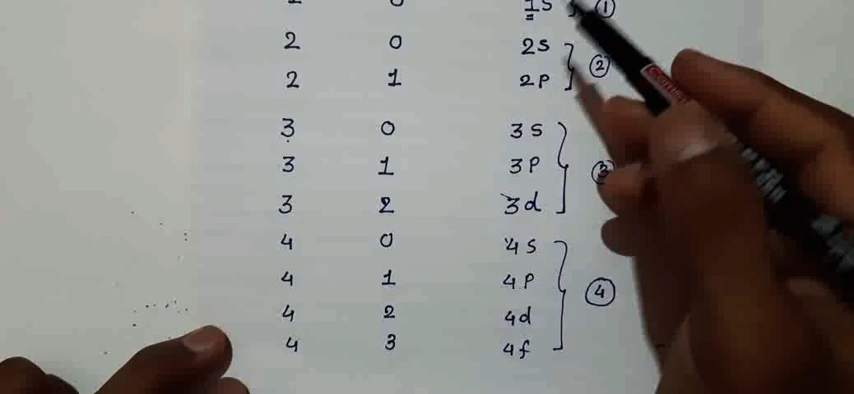 1s ①
2 0 2s
2 1 2p ②
3 0 3s
3 1 3p ③
3 2 3d
4 0 4s
4 1 4p ④
4 2 4d
4 3 4f